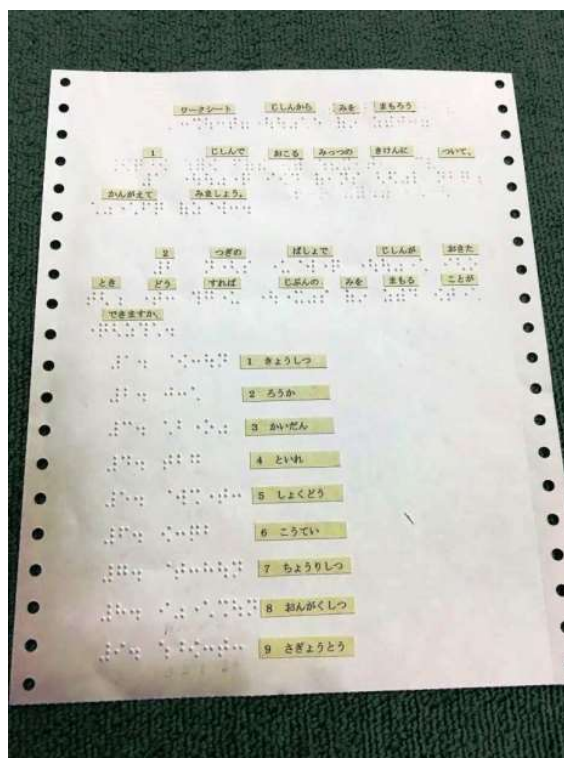 ワークシート じしんから みを まもろう
1 じしんで おこる みっつの きけんに ついて、
かんがえて みましょう。
2 つぎの ばしょで じしんが おきた
とき どう すれば じぶんの みを まもる ことが
できますか。
1 きょうしつ
2 ろうか
3 かいだん
4 といれ
5 しょくどう
6 こうてい
7 ちょうりしつ
8 おんがくしつ
9 さぎょうとう